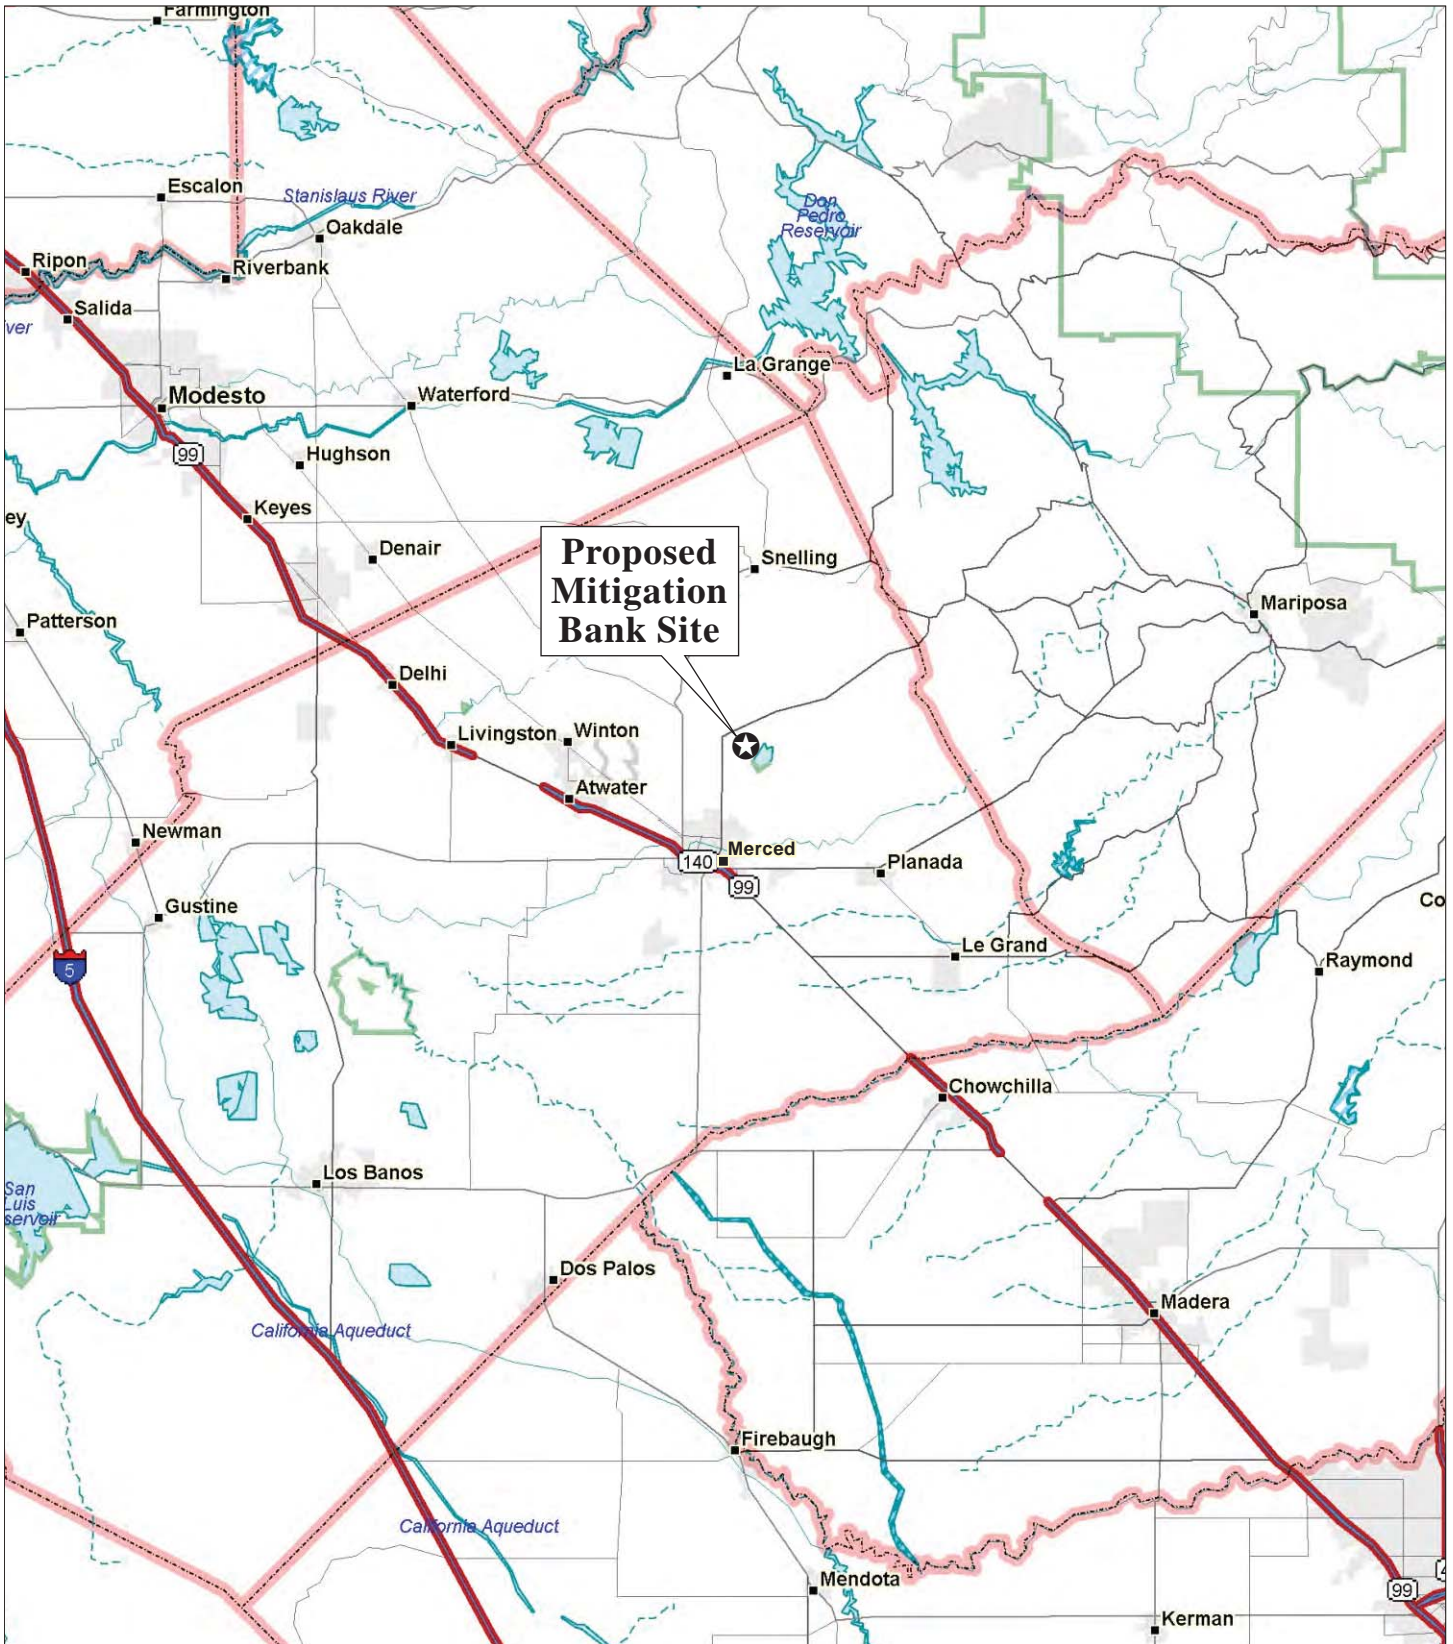 Farmington
Escalon
Stanislaus River
Oakdale
Don
Pedro
Reservoir
Ripon
Riverbank
Salida
ver
La Grange
Modesto
Waterford
99
Hughson
Keyes
ey
Denair
Proposed
Mitigation
Bank Site
Snelling
Mariposa
Patterson
Delhi
Livingston
Winton
Atwater
Newman
Merced
140
Planada
99
Co
Gustine
Le Grand
Raymond
5
Chowchilla
Los Banos
San
Luis
servoir
Dos Palos
Madera
California Aqueduct
Firebaugh
California Aqueduct
Mendota
99
Kerman